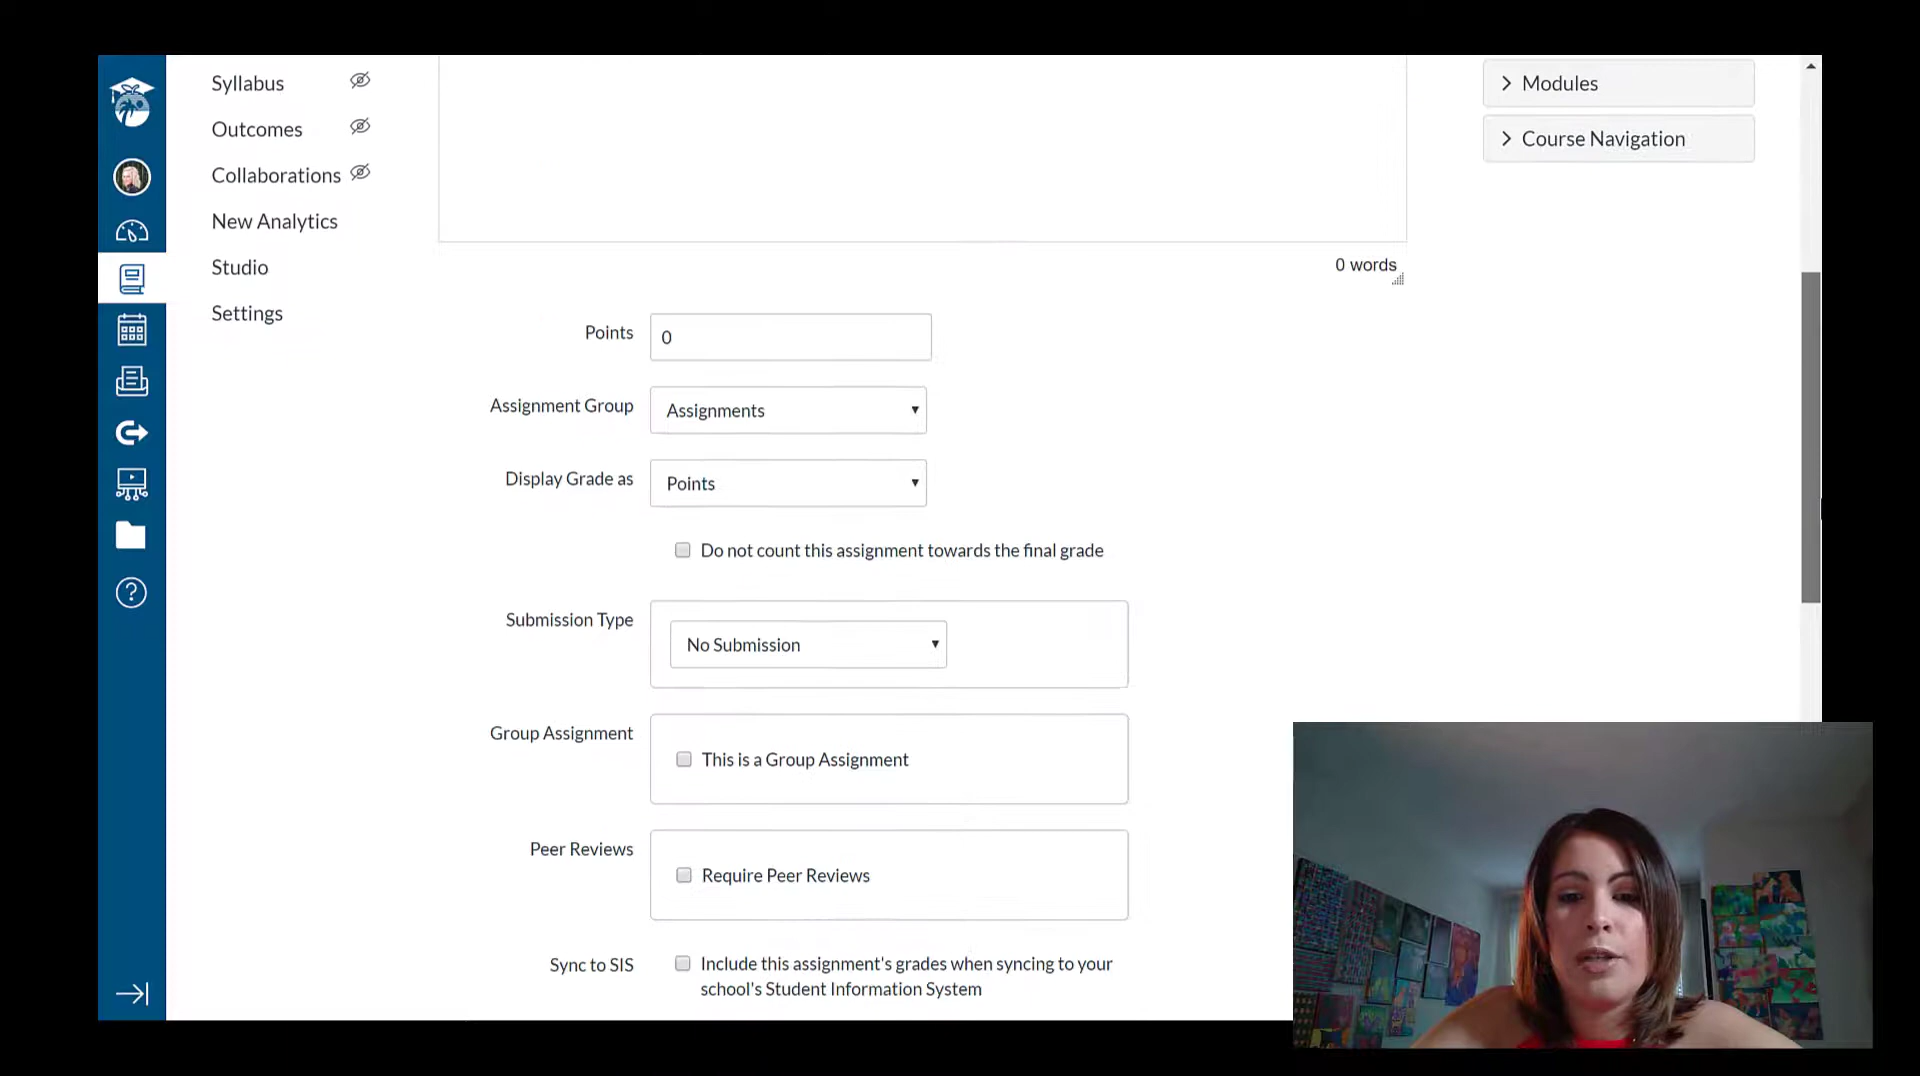 Syllabus
Outcomes
Collaborations
New Analytics
Studio
Settings
Modules
Course Navigation
0 words
Points 0
Assignment Group Assignments
Display Grade as Points
Do not count this assignment towards the final grade
Submission Type No Submission
Group Assignment
This is a Group Assignment
Peer Reviews
Require Peer Reviews
Sync to SIS Include this assignment's grades when syncing to your
school's Student Information System